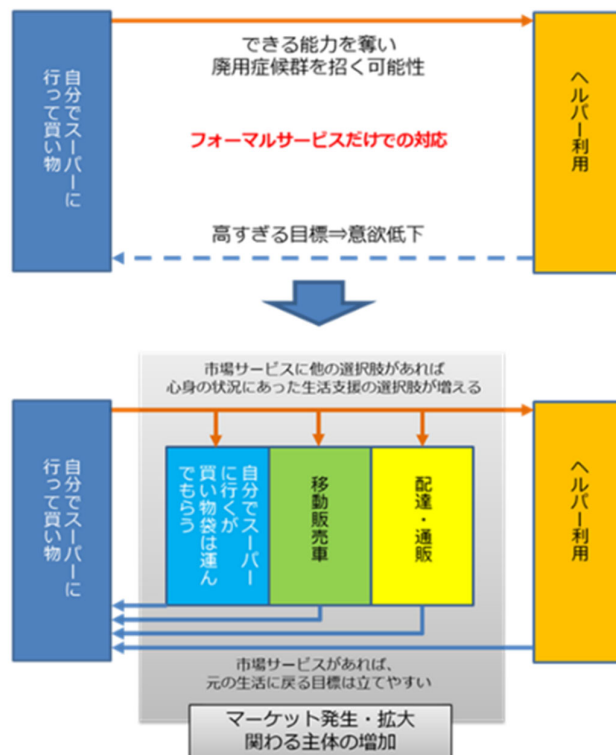 できる能力を奪い
廃用症候群を招く可能性
自分でスーパーに
行って買い物
フォーマルサービスだけでの対応
ヘルパー利用
高すぎる目標⇒意欲低下
市場サービスに他の選択肢があれば
心身の状況にあった生活支援の選択肢が増える
自分でスーパーに
行って買い物
自分でスーパー
に行くが
買い物袋は運ん
でもらう
移動販売車
配達・通販
ヘルパー利用
市場サービスがあれば、
元の生活に戻る目標は立てやすい
マーケット発生・拡大
関わる主体の増加